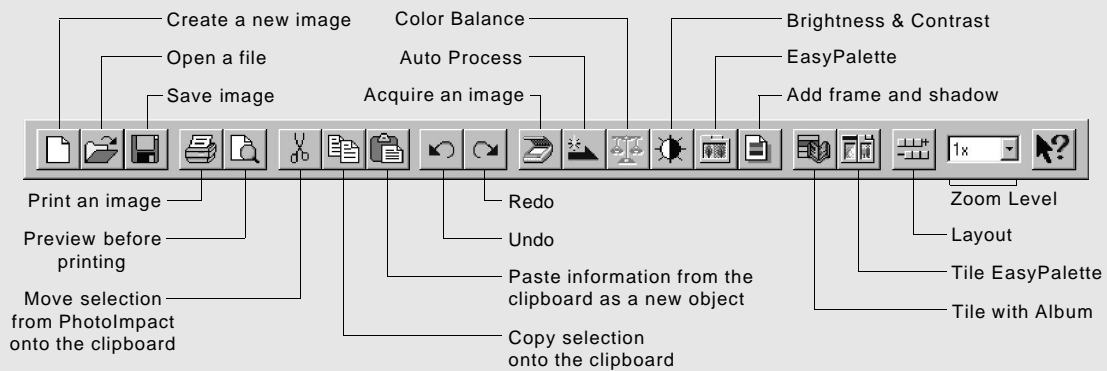 Create a new image
Open a file
Save image
Color Balance
Auto Process
Acquire an image
Brightness & Contrast
EasyPalette
Add frame and shadow
1x
Print an image
Preview before
printing
Move selection
from PhotoImpact
onto the clipboard
Redo
Undo
Paste information from the
clipboard as a new object
Copy selection
onto the clipboard
Zoom Level
Layout
Tile EasyPalette
Tile with Album